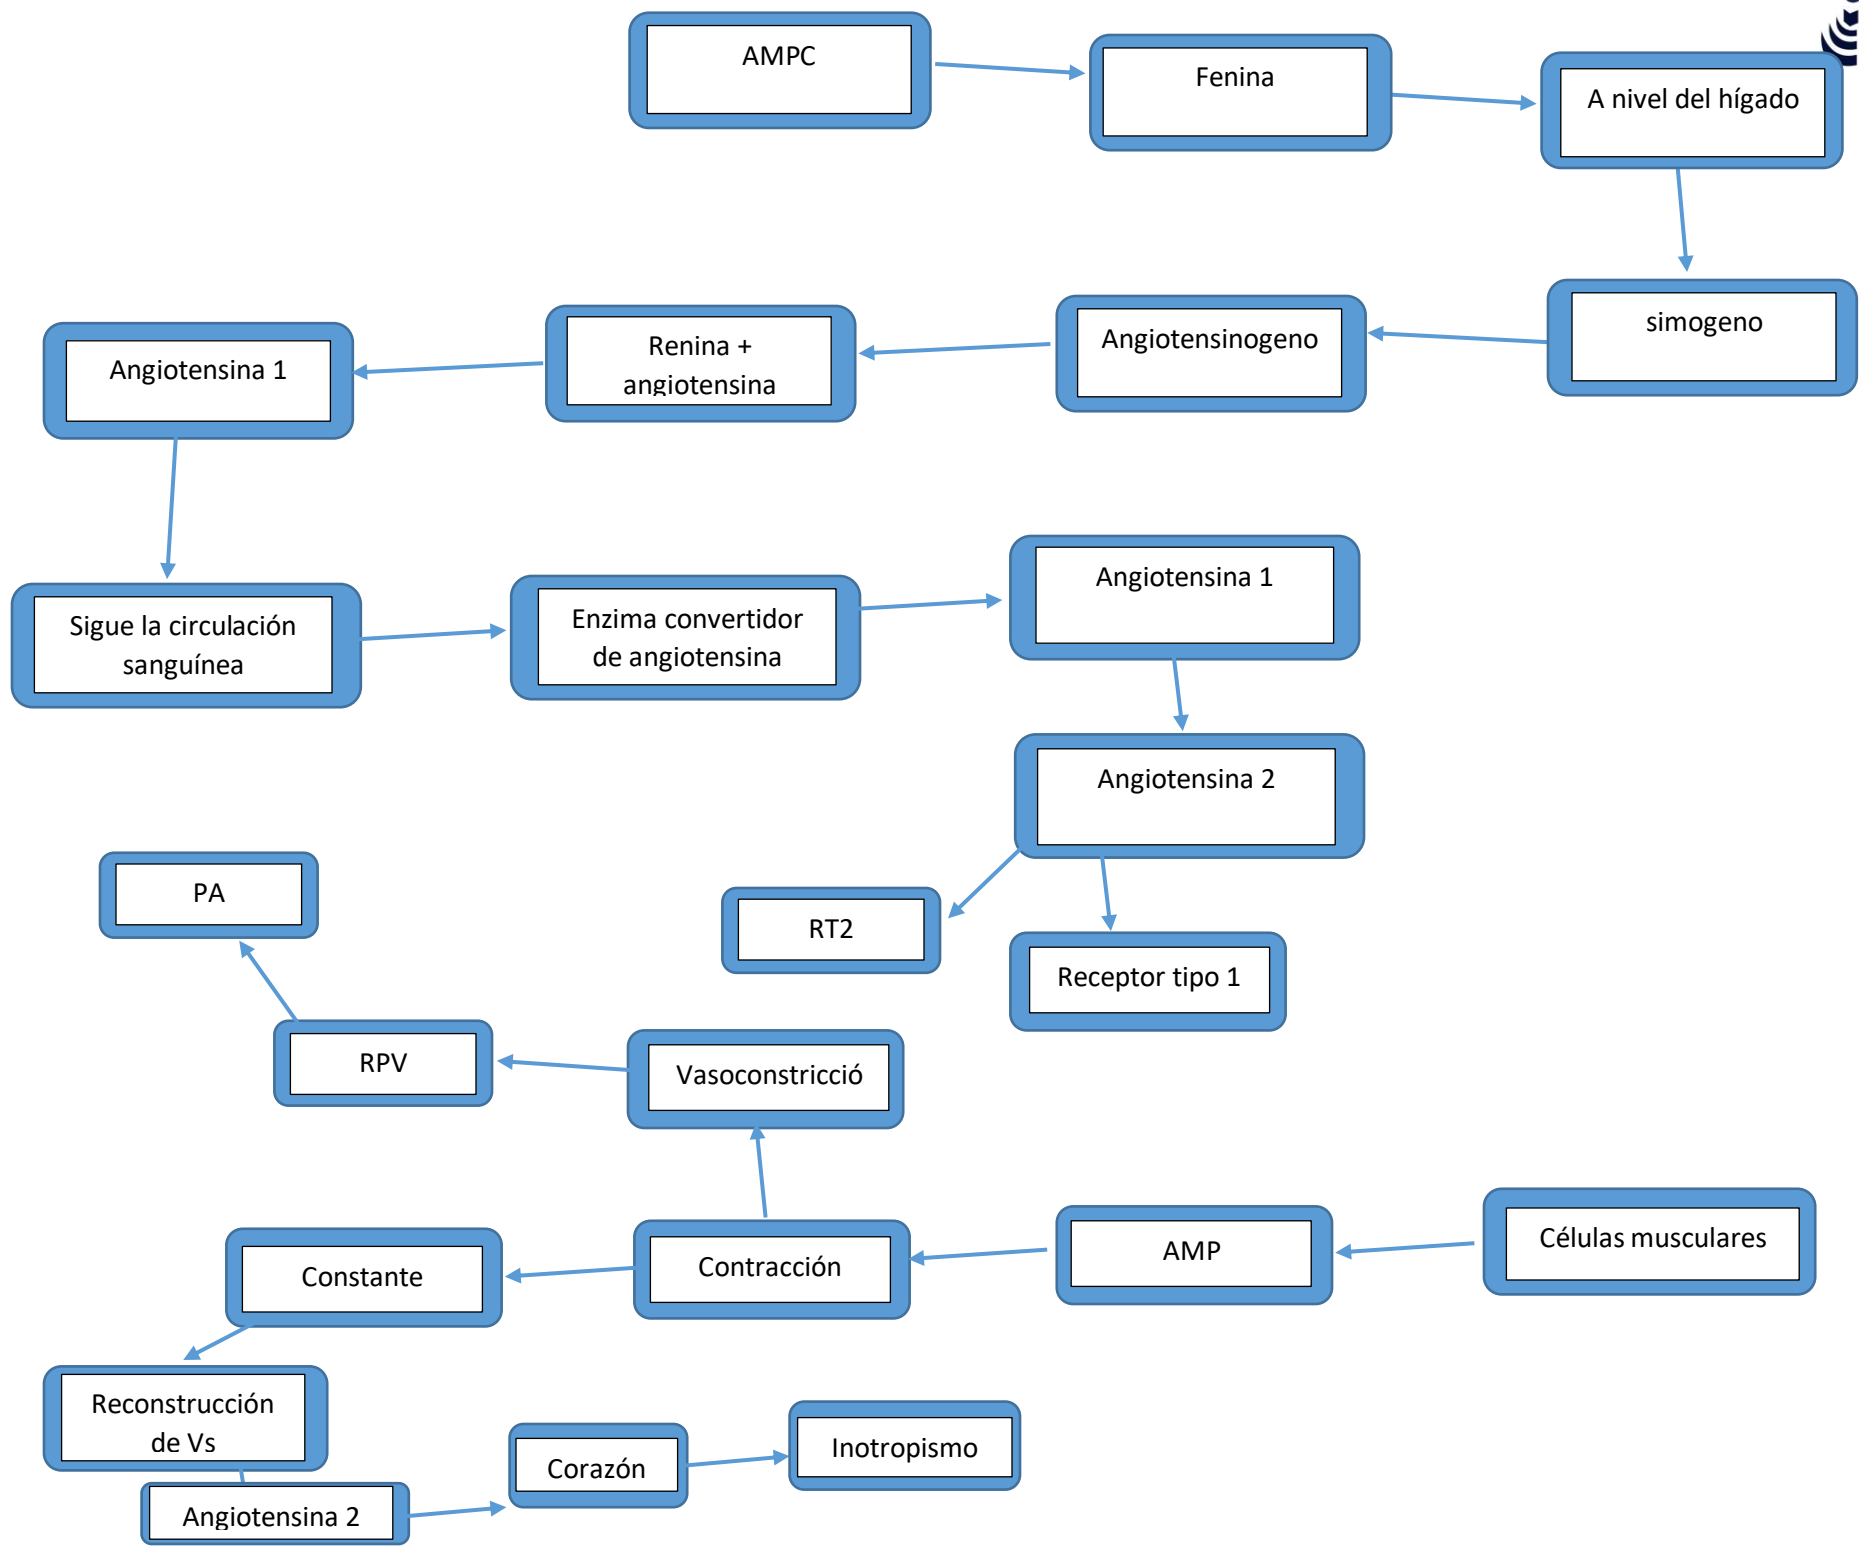 AMPC
Fenina
A nivel del hígado
simogeno
Angiotensinogeno
Renina +
angiotensina
Angiotensina 1
Sigue la circulación
sanguínea
Enzima convertidor
de angiotensina
Angiotensina 1
Angiotensina 2
RT2
Receptor tipo 1
PA
RPV
Vasoconstricció
Células musculares
AMP
Contracción
Constante
Reconstrucción
de Vs
Angiotensina 2
Corazón
Inotropismo